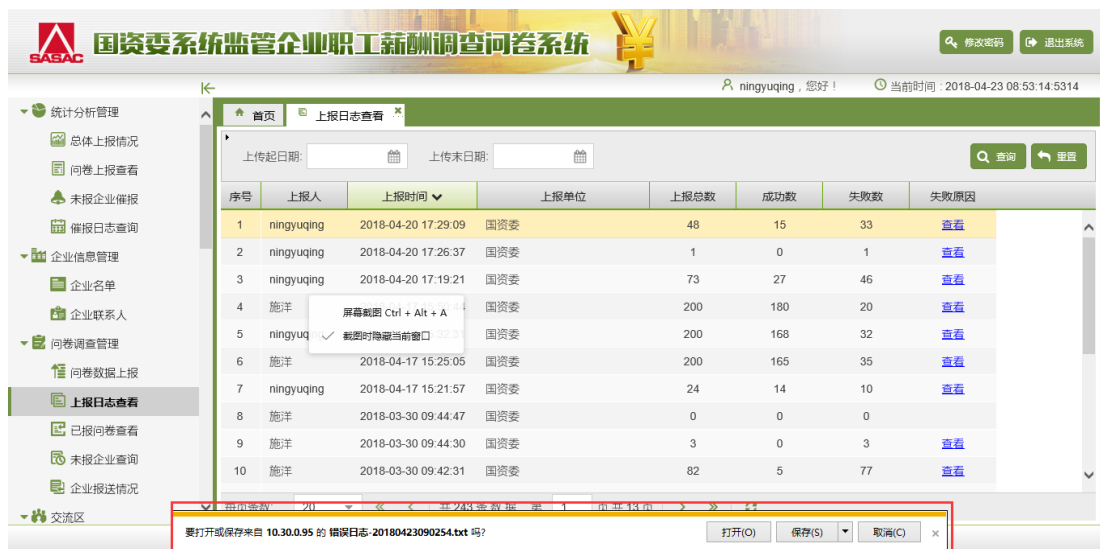 SASAC 国资委系统监管企业职工薪酬调查问卷系统 修改密码 退出系统
ningyuqing，您好！ 当前时间 : 2018-04-23 08:53:14:5314
统计分析管理
总体上报情况
问卷上报查看
未报企业催报
催报日志查询
企业信息管理
企业名单
企业联系人
问卷调查管理
问卷数据上报
上报日志查看
已报问卷查看
未报企业查询
企业报送情况
交流区
首页 上报日志查看
上传起日期: 上传末日期: 查询 重置
序号 上报人 上报时间 上报单位 上报总数 成功数 失败数 失败原因
1 ningyuqing 2018-04-20 17:29:09 国资委 48 15 33 查看
2 ningyuqing 2018-04-20 17:26:37 国资委 1 0 1 查看
3 ningyuqing 2018-04-20 17:19:21 国资委 73 27 46 查看
4 施洋 国资委 200 180 20 查看
屏幕截图 Ctrl + Alt + A
5 ningyuq 国资委 200 168 32 查看
截图时隐藏当前窗口
6 施洋 2018-04-17 15:25:05 国资委 200 165 35 查看
7 ningyuqing 2018-04-17 15:21:57 国资委 24 14 10 查看
8 施洋 2018-03-30 09:44:47 国资委 0 0 0
9 施洋 2018-03-30 09:44:30 国资委 3 0 3 查看
10 施洋 2018-03-30 09:42:31 国资委 82 5 77 查看
每页条数: 20 共 243 条数据 第 1 页共 13 页
要打开或保存来自 10.30.0.95 的 错误日志-20180423090254.txt 吗?
打开(O) 保存(S) 取消(C)